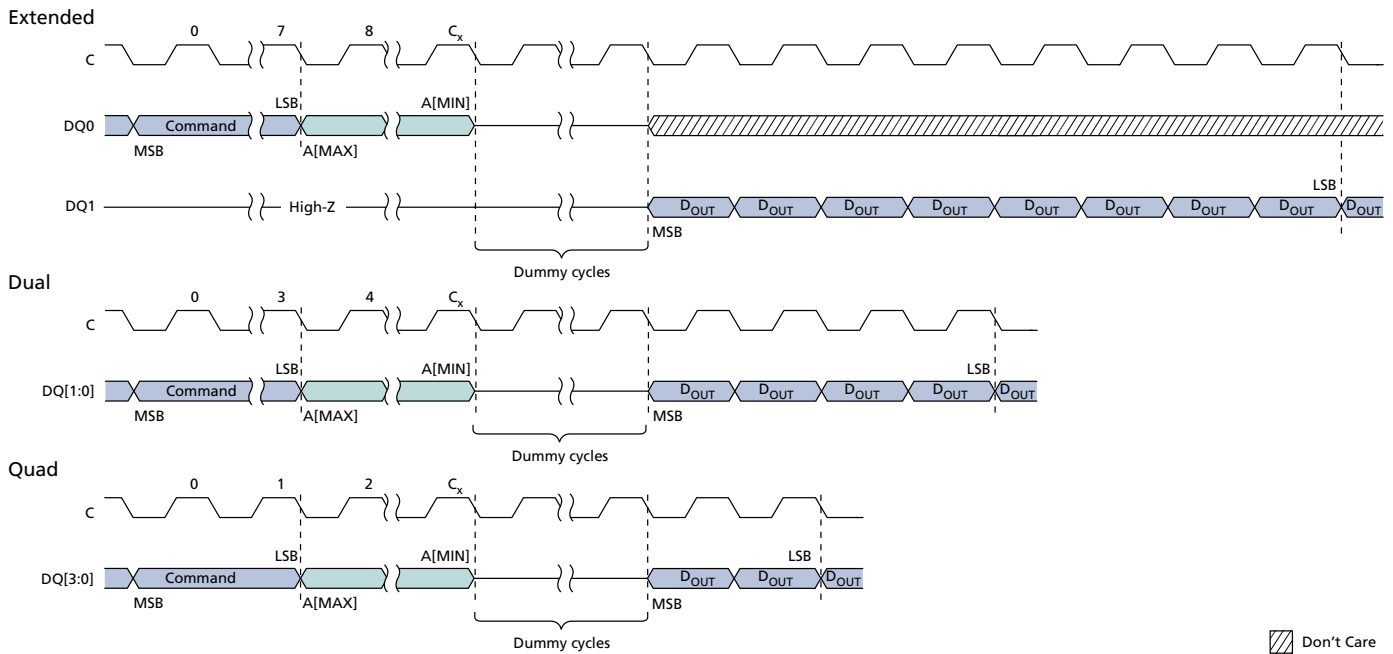 Extended
0 7 8 Cx
C
LSB A[MIN]
DQ0 Command
MSB A[MAX]
LSB
DQ1 High-Z DOUT DOUT DOUT DOUT DOUT DOUT DOUT DOUT DOUT
MSB
Dummy cycles
Dual
0 3 4 Cx
C
LSB A[MIN] LSB
DQ[1:0] Command DOUT DOUT DOUT DOUT DOUT
MSB A[MAX] MSB
Dummy cycles
Quad
0 1 2 Cx
C
LSB A[MIN] LSB
DQ[3:0] Command DOUT DOUT DOUT
MSB A[MAX] MSB
Dummy cycles
Don't Care